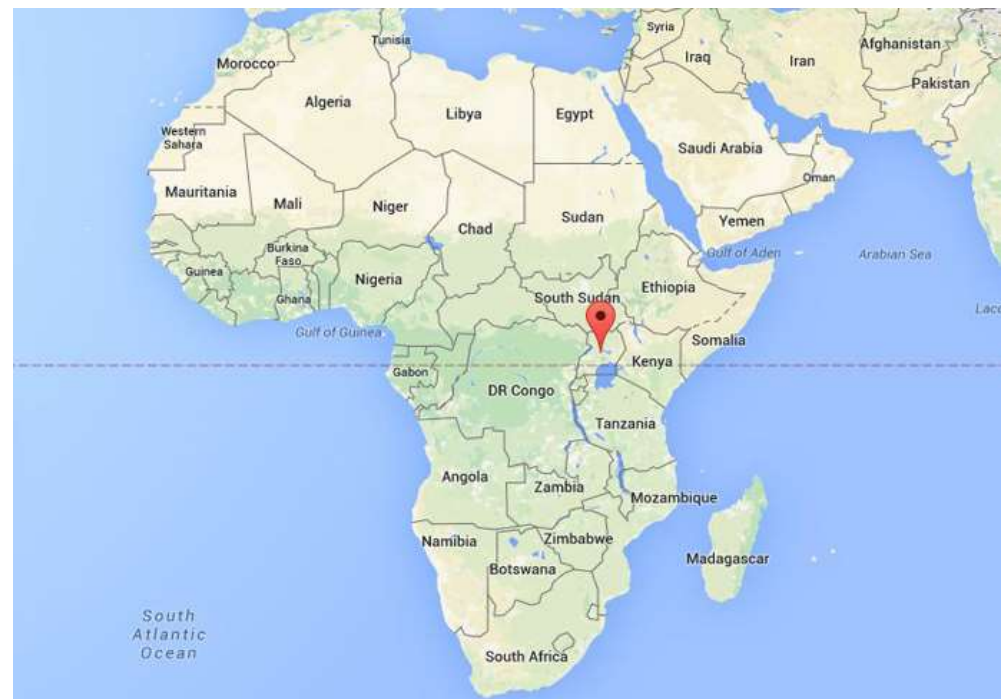 Syria
Afghanistan
Tunisia
Iraq
Iran
Morocco
Pakistan
Algeria
Libya
Egypt
Western
Sahara
Saudi Arabia
Oman
Mauritania
Mali
Niger
Chad
Sudan
Yemen
Burkina
Faso
Gulf of Aden
Arabian Sea
Guinea
Nigeria
Ethiopia
Ghana
South Sudan
Lacc
Gulf of Guinea
Somalia
Kenya
Gabon
DR Congo
Tanzania
Angola
Zambia
Mozambique
Namibia
Zimbabwe
Madagascar
Botswana
South
Atlantic
Ocean
South Africa